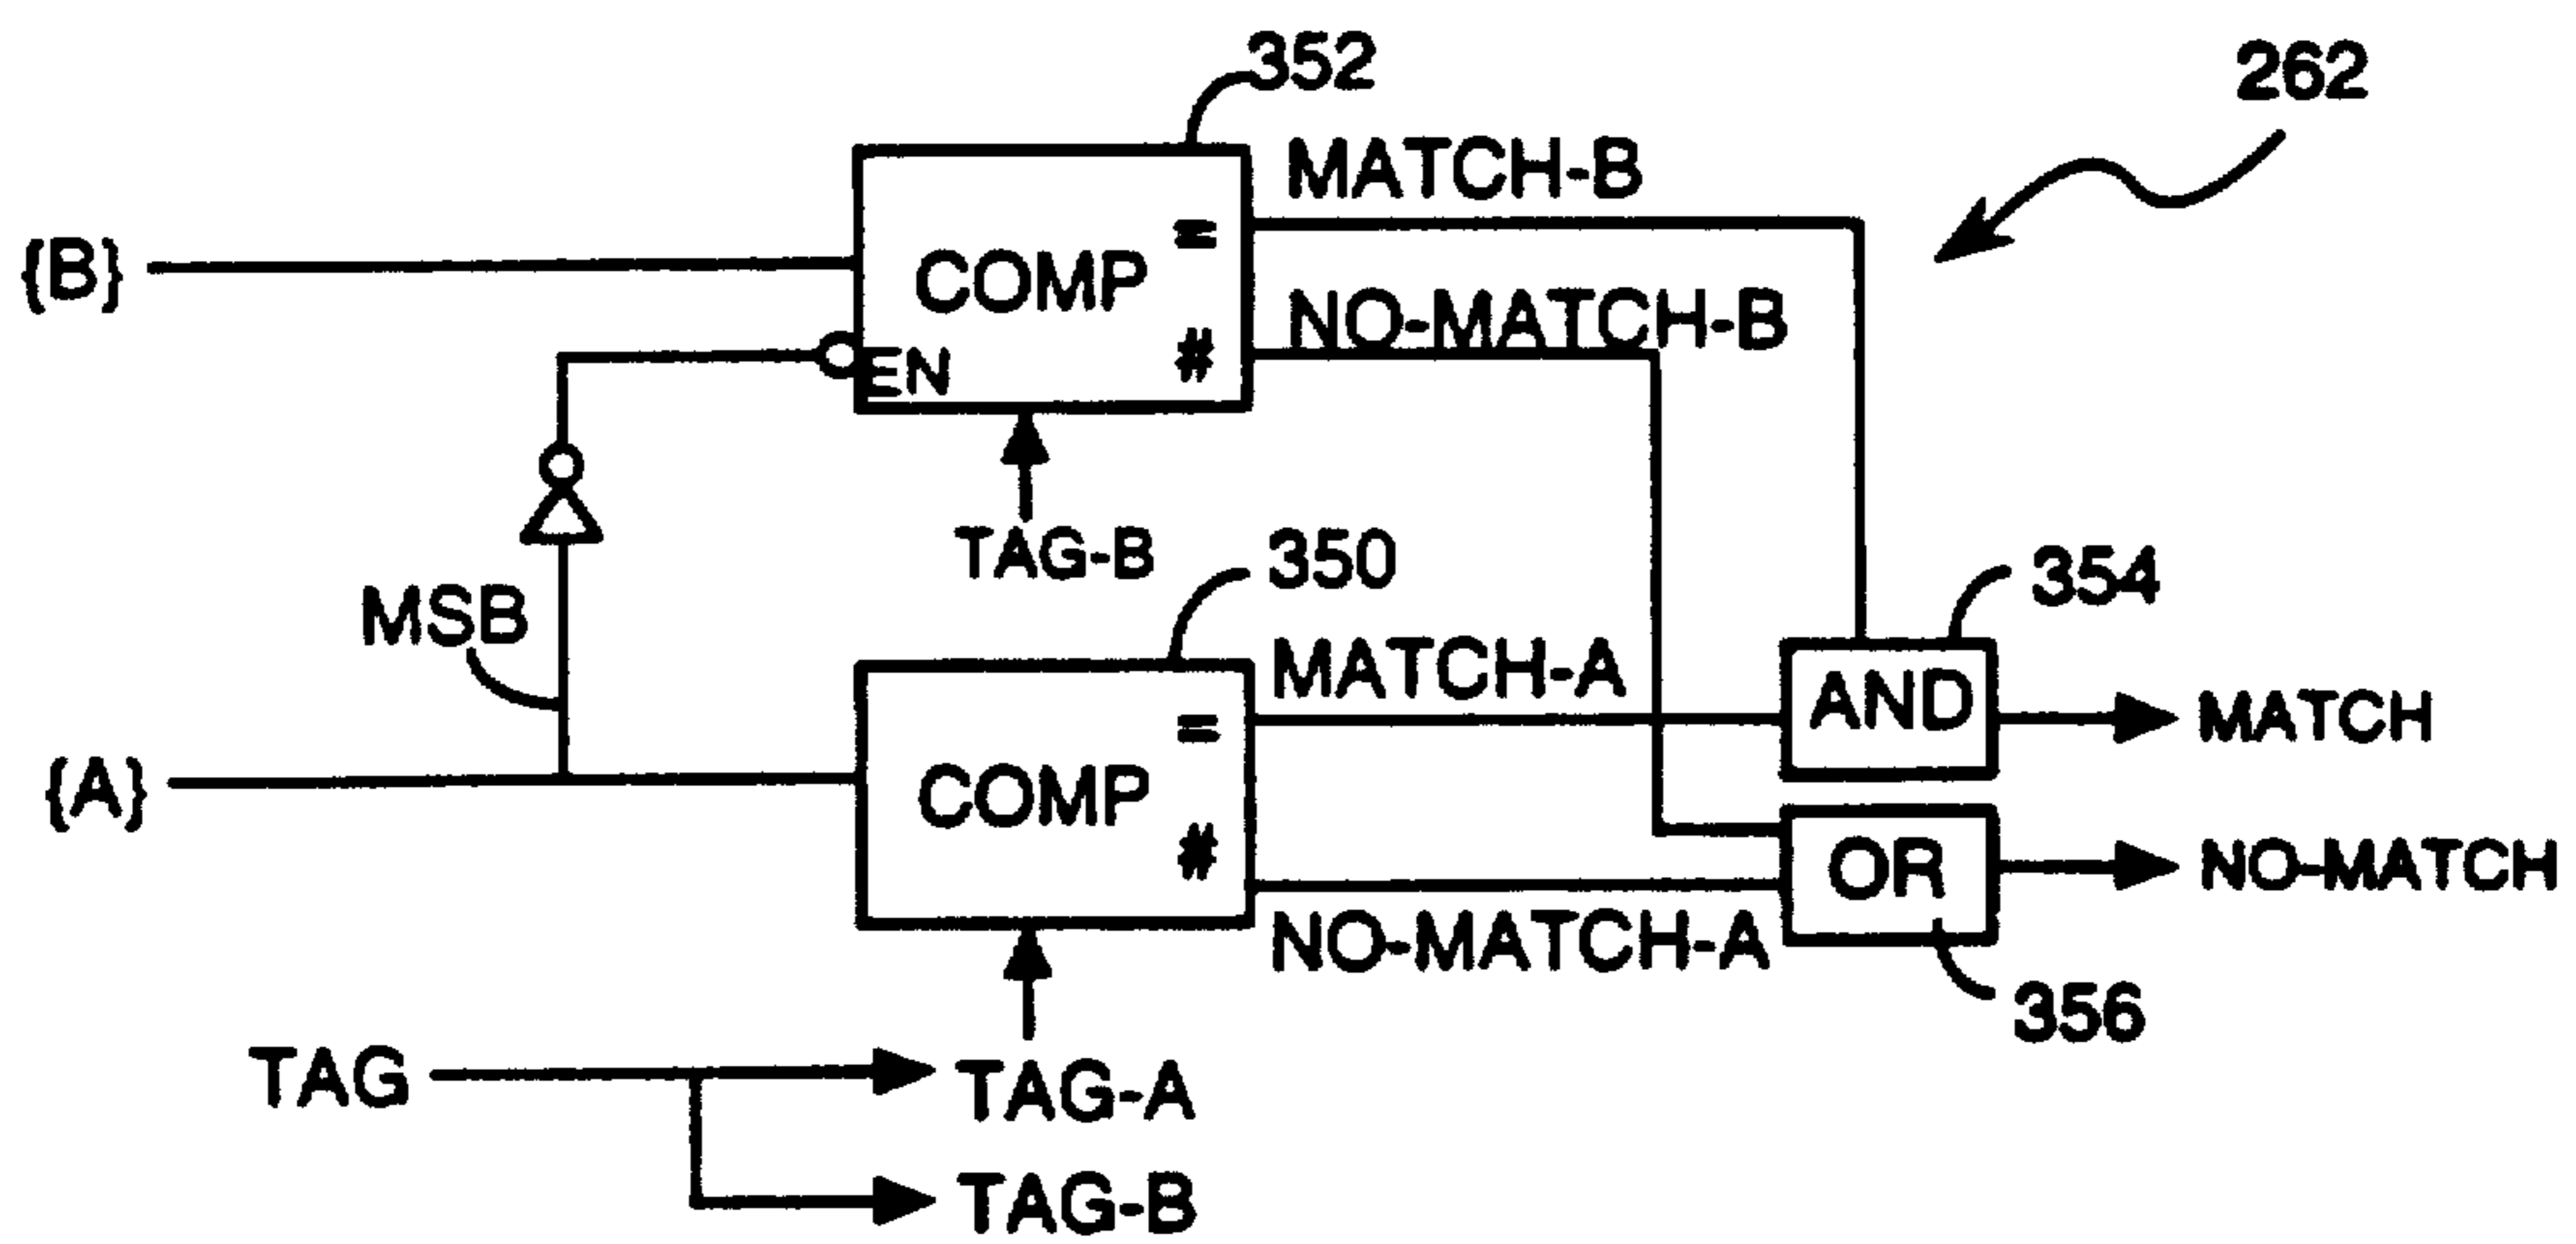 352
262
MATCH-B
{B}
COMP
=
NO-MATCH-B
#
EN
TAG-B
350
354
MSB
MATCH-A
AND
MATCH
=
{A}
COMP
#
OR
NO-MATCH
NO-MATCH-A
356
TAG
TAG-A
TAG-B